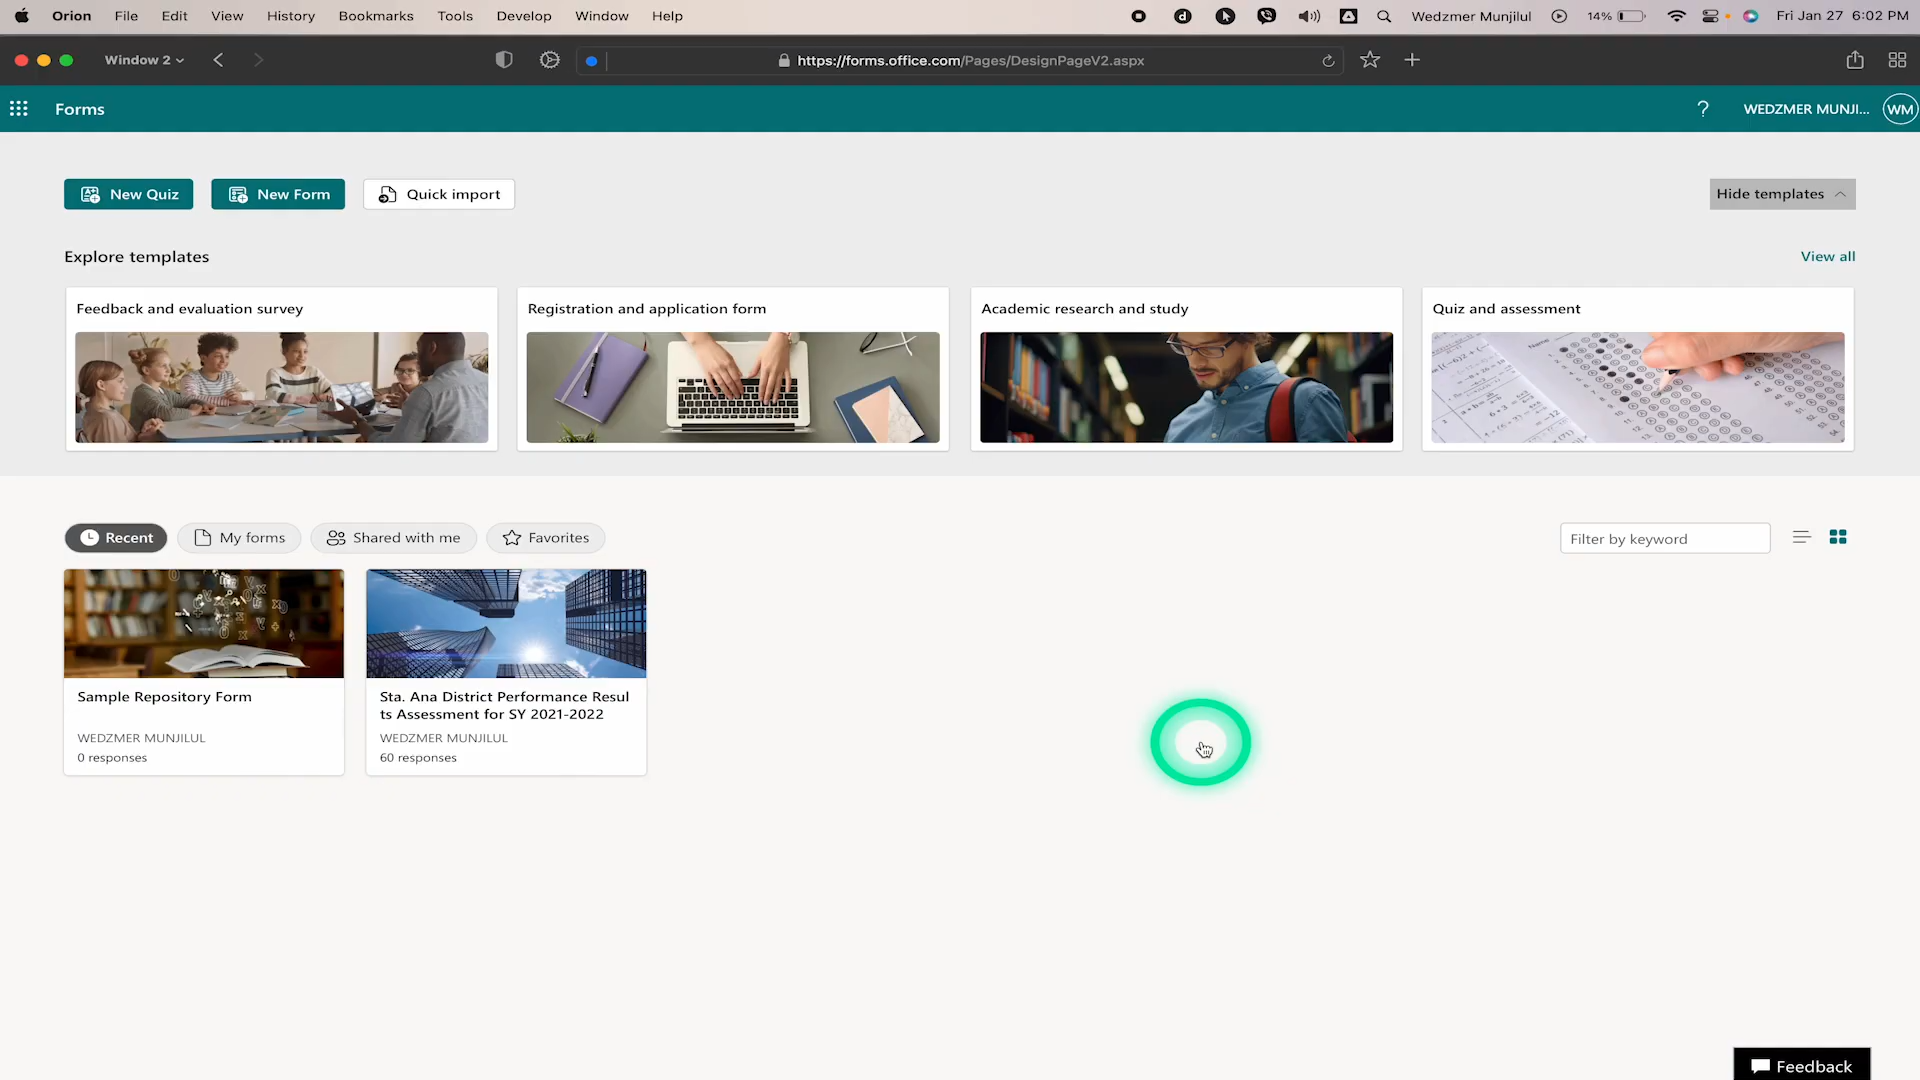 Orion File Edit View History Bookmarks Tools Develop Window Help Wedzmer Munjilul 14% Fri Jan 27 6:02 PM
Window 2 https://forms.office.com/Pages/DesignPageV2.aspx
Forms ? WEDZMER MUNJI... WM
New Quiz New Form Quick import Hide templates
Explore templates View all
Feedback and evaluation survey Registration and application form Academic research and study Quiz and assessment
Recent My forms Shared with me Favorites Filter by keyword
Sample Repository Form
WEDZMER MUNJILUL
0 responses
Sta. Ana District Performance Resul
ts Assessment for SY 2021-2022
WEDZMER MUNJILUL
60 responses
Feedback